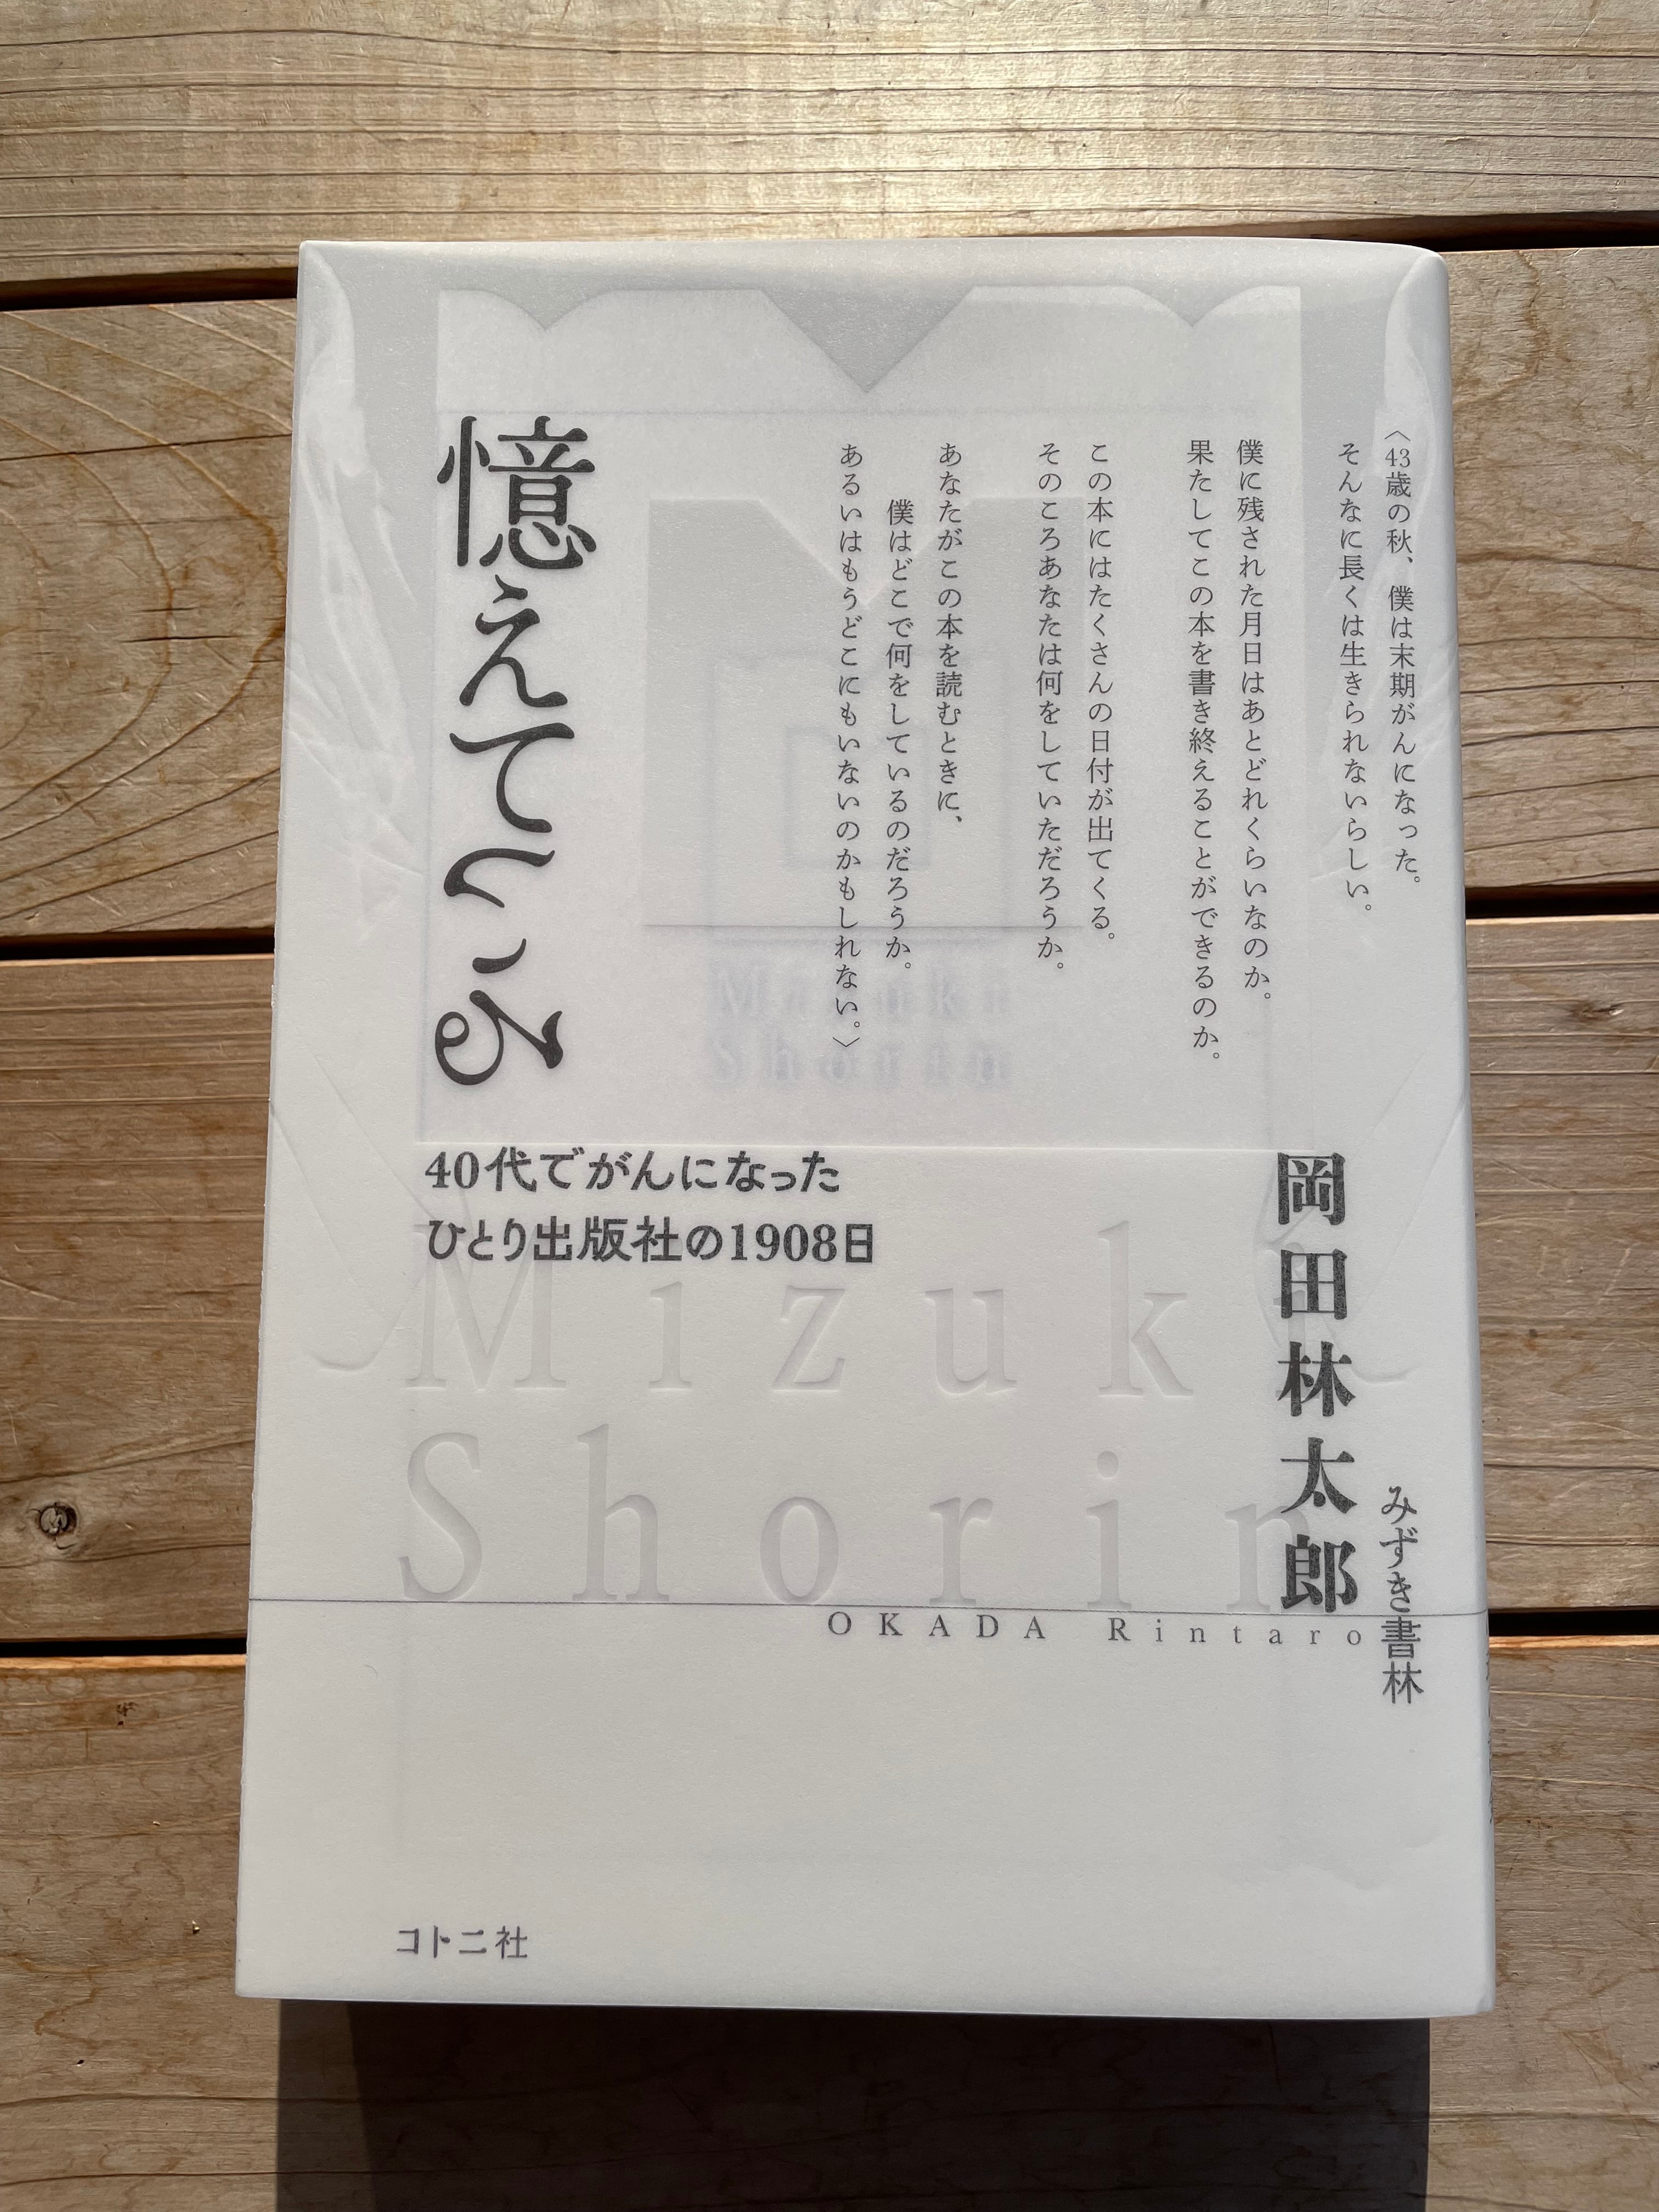 〈43歳の秋、僕は末期がんになった。
そんなに長くは生きられないらしい。
僕に残された月日はあとどれくらいなのか。
果たしてこの本を書き終えることができるのか。
この本にはたくさんの日付が出てくる。
そのころあなたは何をしていただろうか。
あなたがこの本を読むときに、
僕はどこで何をしているのだろうか。
あるいはもうどこにもいないのかもしれない。〉
憶えている
40代でがんになった
ひとり出版社の1908日
みずき書林
岡田林太郎
OKADA Rintaro
Mizuki
Shorin
Mizuki
Shorin
コトニ社